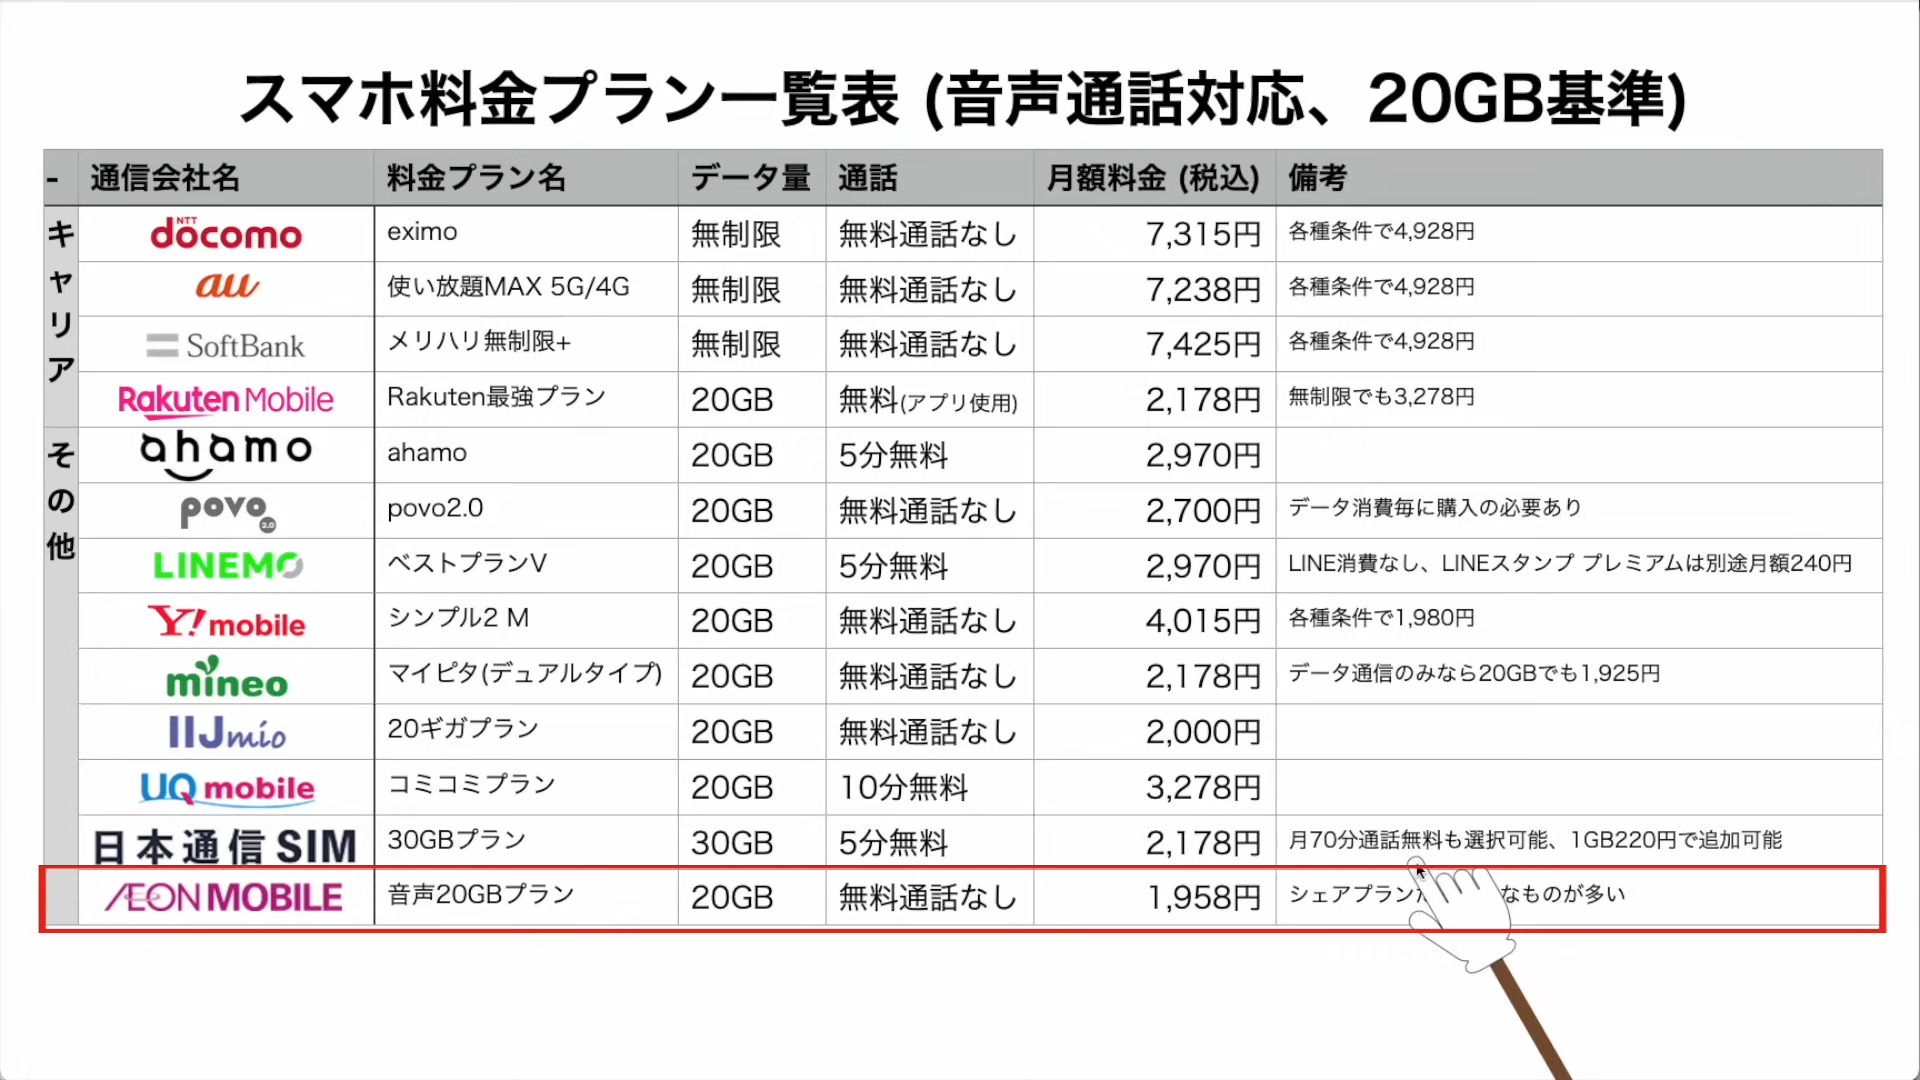 スマホ料金プラン一覧表 (音声通話対応、20GB基準)
- 通信会社名 料金プラン名 データ量 通話 月額料金 (税込) 備考
キャリア
NTT docomo eximo 無制限 無料通話なし 7,315円 各種条件で4,928円
au 使い放題MAX 5G/4G 無制限 無料通話なし 7,238円 各種条件で4,928円
SoftBank メリハリ無制限+ 無制限 無料通話なし 7,425円 各種条件で4,928円
Rakuten Mobile Rakuten最強プラン 20GB 無料(アプリ使用) 2,178円 無制限でも3,278円
その他
ahamo ahamo 20GB 5分無料 2,970円
povo2.0 povo2.0 20GB 無料通話なし 2,700円 データ消費毎に購入の必要あり
LINEMO ベストプランV 20GB 5分無料 2,970円 LINE消費なし、LINEスタンプ プレミアムは別途月額240円
Y!mobile シンプル2 M 20GB 無料通話なし 4,015円 各種条件で1,980円
mineo マイピタ(デュアルタイプ) 20GB 無料通話なし 2,178円 データ通信のみなら20GBでも1,925円
IIJmio 20ギガプラン 20GB 無料通話なし 2,000円
UQ mobile コミコミプラン 20GB 10分無料 3,278円
日本通信SIM 30GBプラン 30GB 5分無料 2,178円 月70分通話無料も選択可能、1GB220円で追加可能
ÆON MOBILE 音声20GBプラン 20GB 無料通話なし 1,958円 シェアプラン なものが多い